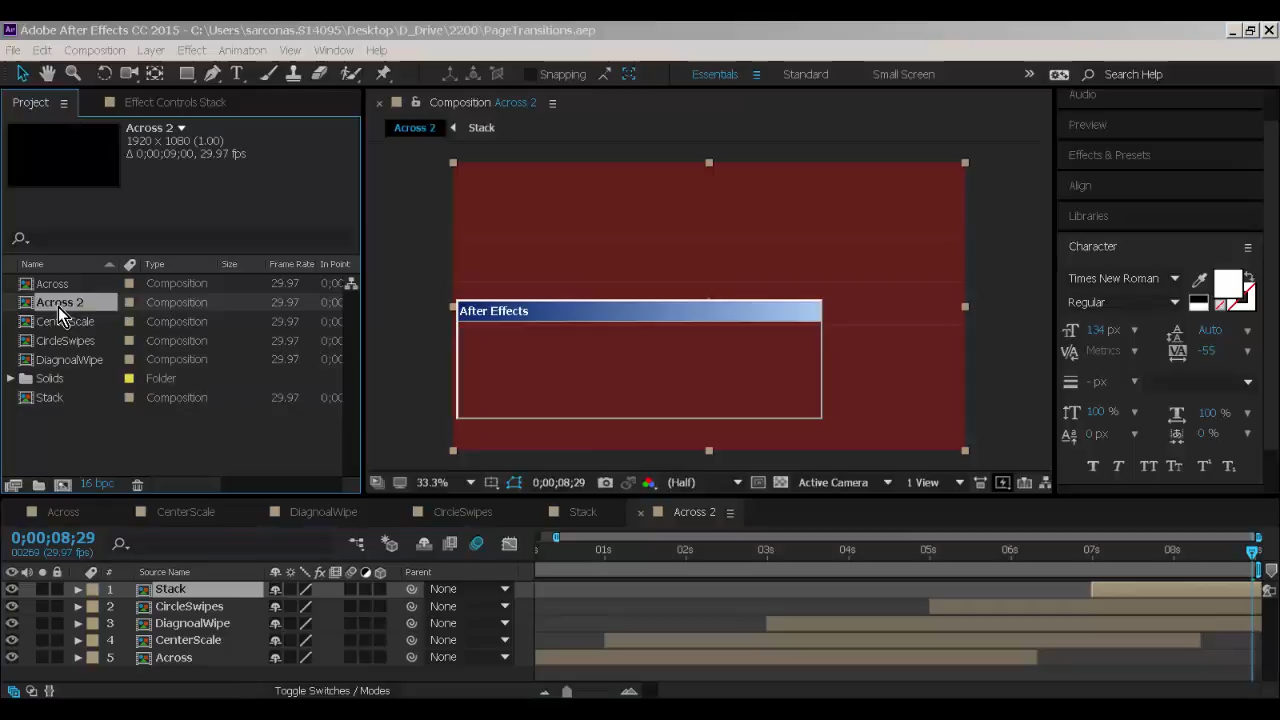 Adobe After Effects CC 2015 - C:\Users\sarconas.S14095\Desktop\D_Drive\2200\PageTransitions.aep
File Edit Composition Layer Effect Animation View Window Help
Snapping Essentials Standard Small Screen Search Help
Project Effect Controls Stack
Across 2
1920 x 1080 (1.00)
Δ 0;00;09;00, 29.97 fps
Name Type Size Frame Rate In Point
Across Composition 29.97 0;00
Across 2 Composition 29.97 0;00
CenterScale Composition 29.97 0;00
CircleSwipes Composition 29.97 0;00
DiagnoalWipe Composition 29.97 0;00
Solids Folder
Stack Composition 29.97 0;00
16 bpc
Composition Across 2
Across 2 Stack
After Effects
33.3% 0;00;08;29 (Half) Active Camera 1 View
Audio
Preview
Effects & Presets
Align
Libraries
Character
Times New Roman
Regular
134 px Auto
Metrics -55
- px
100 % 100 %
0 px 0 %
T T TT Tt T¹ T₁
Across CenterScale DiagnoalWipe CircleSwipes Stack Across 2
0;00;08;29
00269 (29.97 fps)
01s 02s 03s 04s 05s 06s 07s 08s
# Source Name Parent
1 Stack None
2 CircleSwipes None
3 DiagnoalWipe None
4 CenterScale None
5 Across None
Toggle Switches / Modes